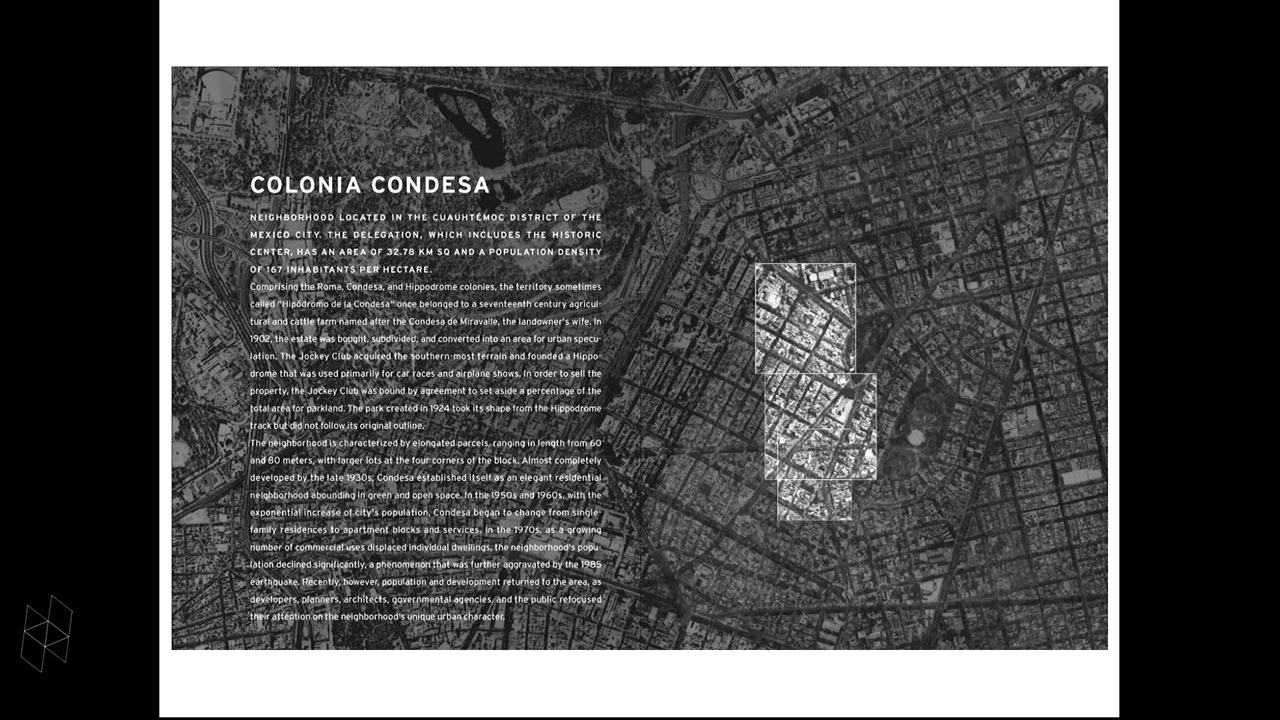 COLONIA CONDESA
NEIGHBORHOOD LOCATED IN THE CUAUHTÉMOC DISTRICT OF THE
MEXICO CITY. THE DELEGATION, WHICH INCLUDES THE HISTORIC
CENTER, HAS AN AREA OF 32.78 KM SQ AND A POPULATION DENSITY
OF 167 INHABITANTS PER HECTARE.
Comprising the Roma, Condesa, and Hippodrome colonies, the territory sometimes
called "Hipódromo de la Condesa" once belonged to a seventeenth century agricul-
tural and cattle farm named after the Condesa de Miravalle, the landowner's wife. In
1902, the estate was bought, subdivided, and converted into an area for urban specu-
lation. The Jockey Club acquired the southern-most terrain and founded a Hippo-
drome that was used primarily for car races and airplane shows. In order to sell the
property, the Jockey Club was bound by agreement to set aside a percentage of the
total area for parkland. The park created in 1924 took its shape from the Hippodrome
track but did not follow its original outline.
The neighborhood is characterized by elongated parcels, ranging in length from 60
and 80 meters, with larger lots at the four corners of the block. Almost completely
developed by the late 1930s, Condesa established itself as an elegant residential
neighborhood abounding in green and open space. In the 1950s and 1960s, with the
exponential increase of city's population, Condesa began to change from single-
family residences to apartment blocks and services. In the 1970s, as a growing
number of commercial uses displaced individual dwellings, the neighborhood's popu-
lation declined significantly, a phenomenon that was further aggravated by the 1985
earthquake. Recently, however, population and development returned to the area, as
developers, planners, architects, governmental agencies, and the public refocused
their attention on the neighborhood's unique urban character.